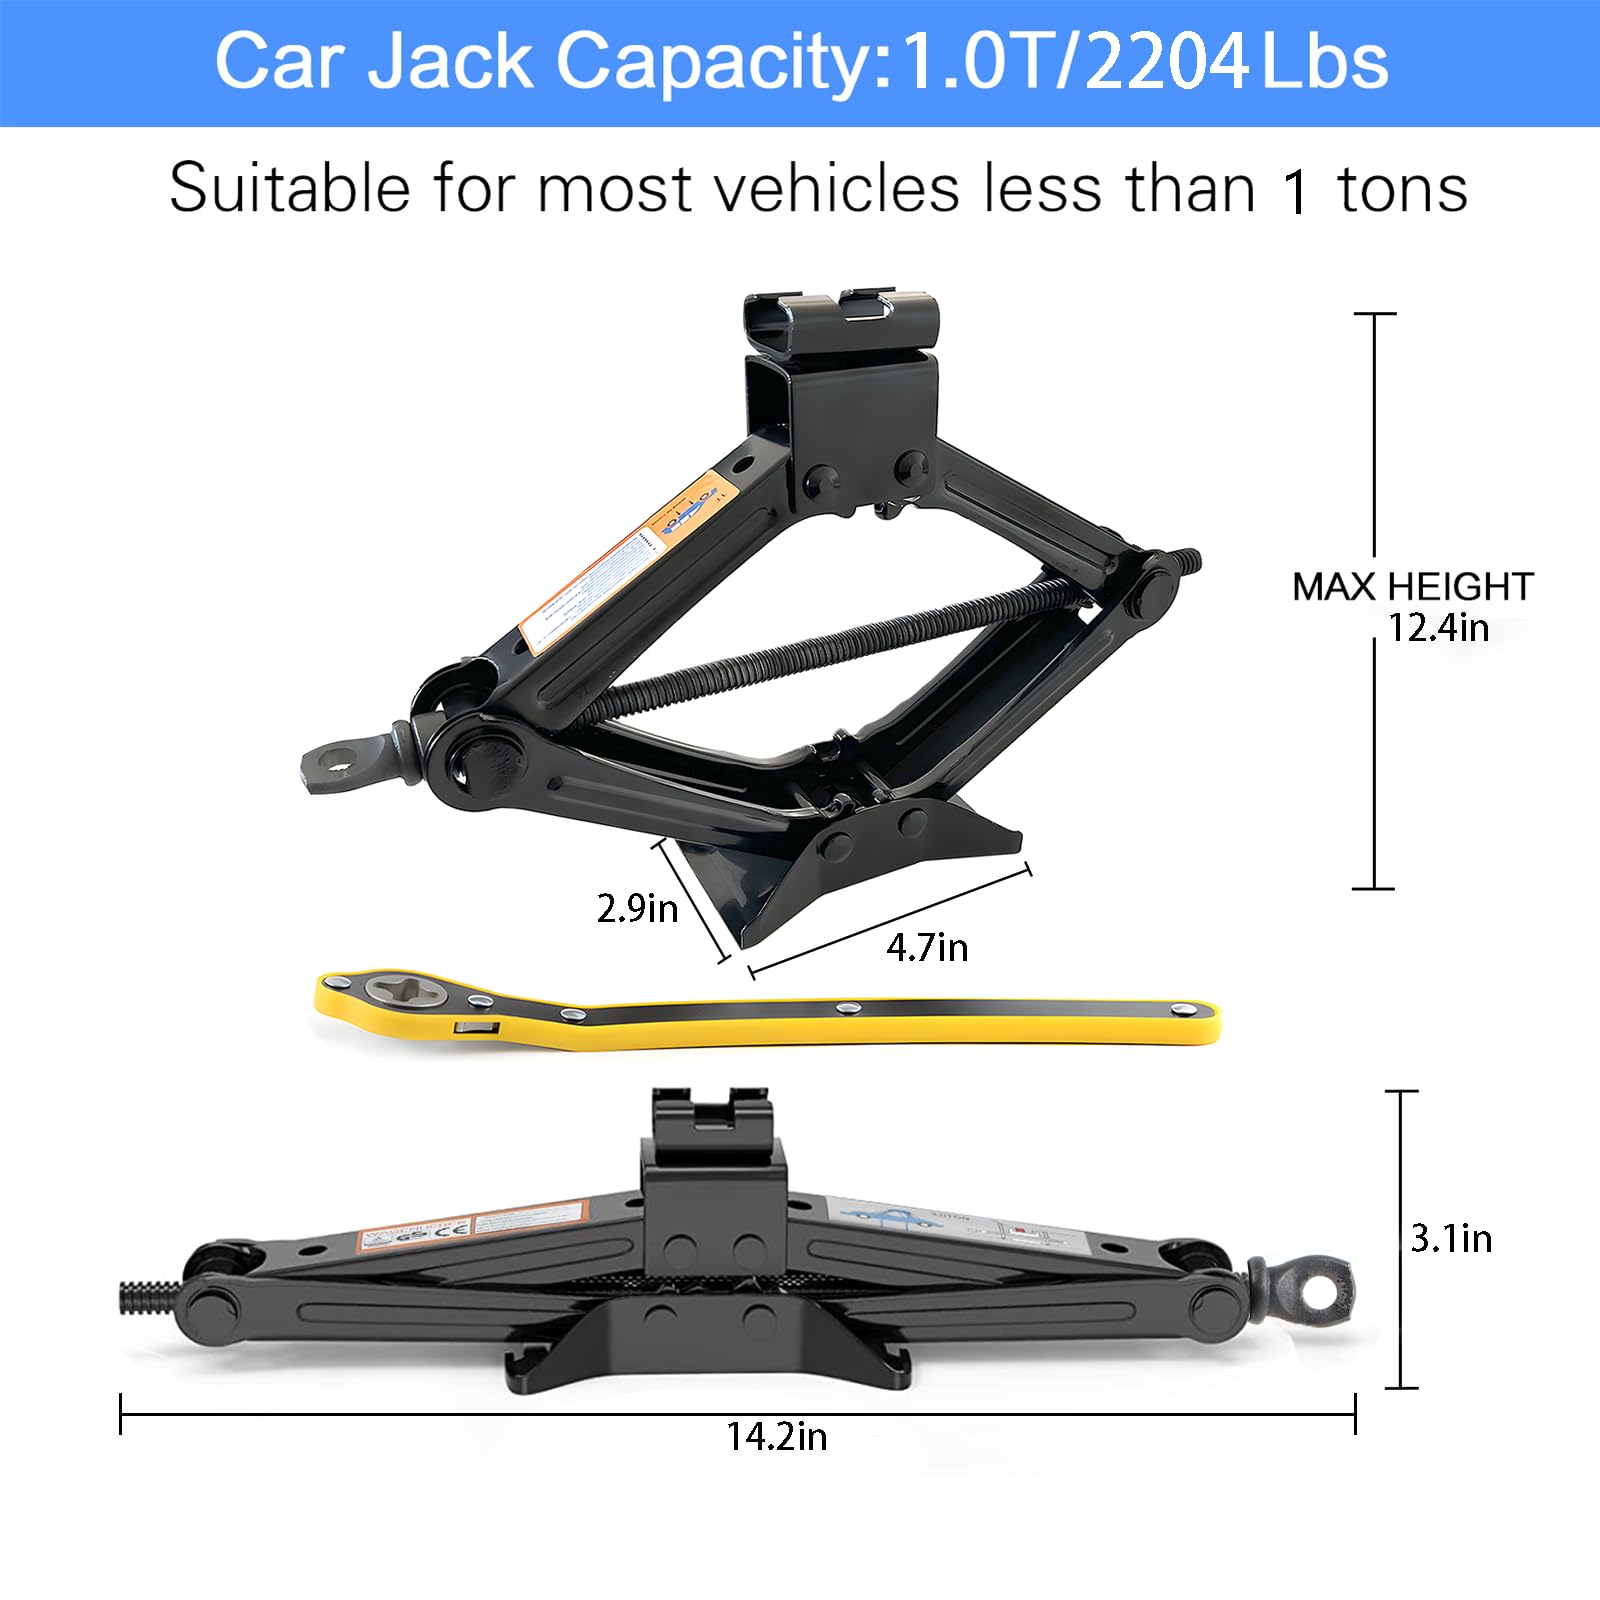 Car Jack Capacity:1.0T/2204Lbs
Suitable for most vehicles less than 1 tons
MAX HEIGHT
12.4in
2.9in
4.7in
3.1in
14.2in